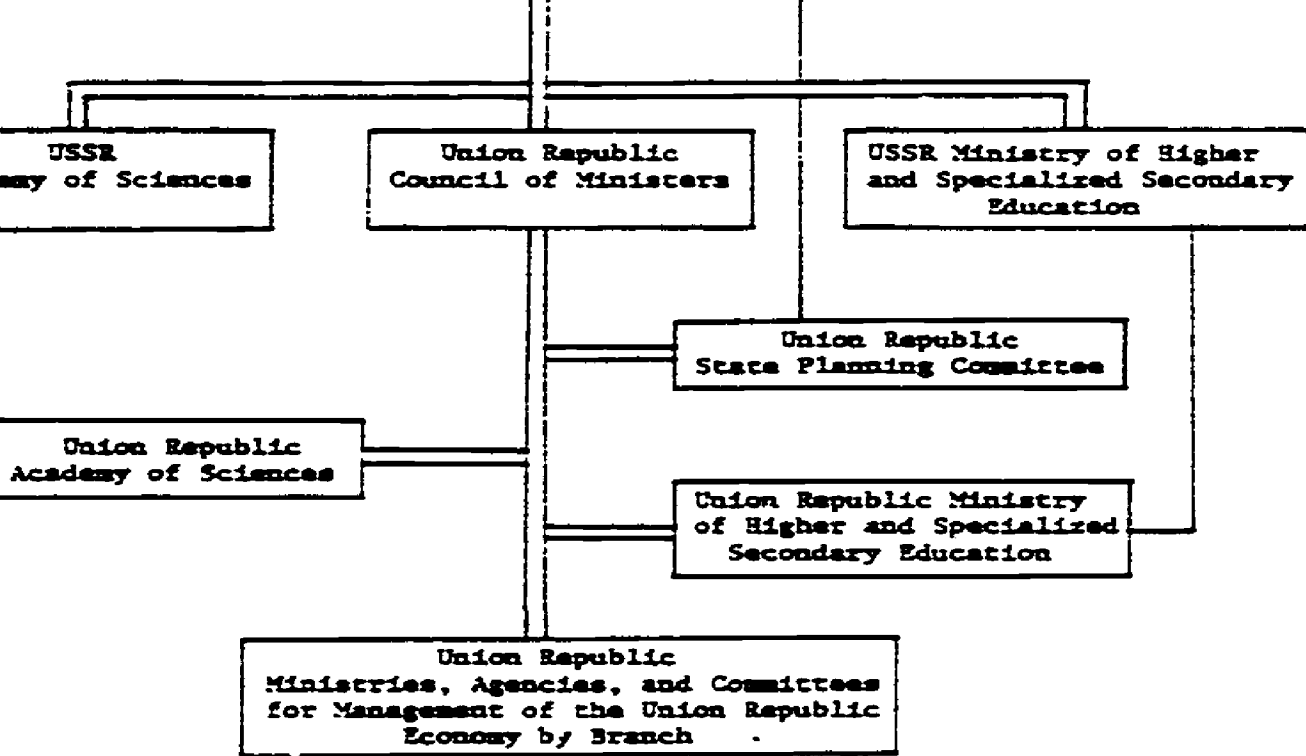 USSR
of Sciences
Union Republic
Council of Ministers
USSR Ministry of Higher
and Specialized Secondary
Education
Union Republic
State Planning Committee
Union Republic
Academy of Sciences
Union Republic Ministry
of Higher and Specialized
Secondary Education
Union Republic
Ministries, Agencies, and Committees
for Management of the Union Republic
Economy by Branch